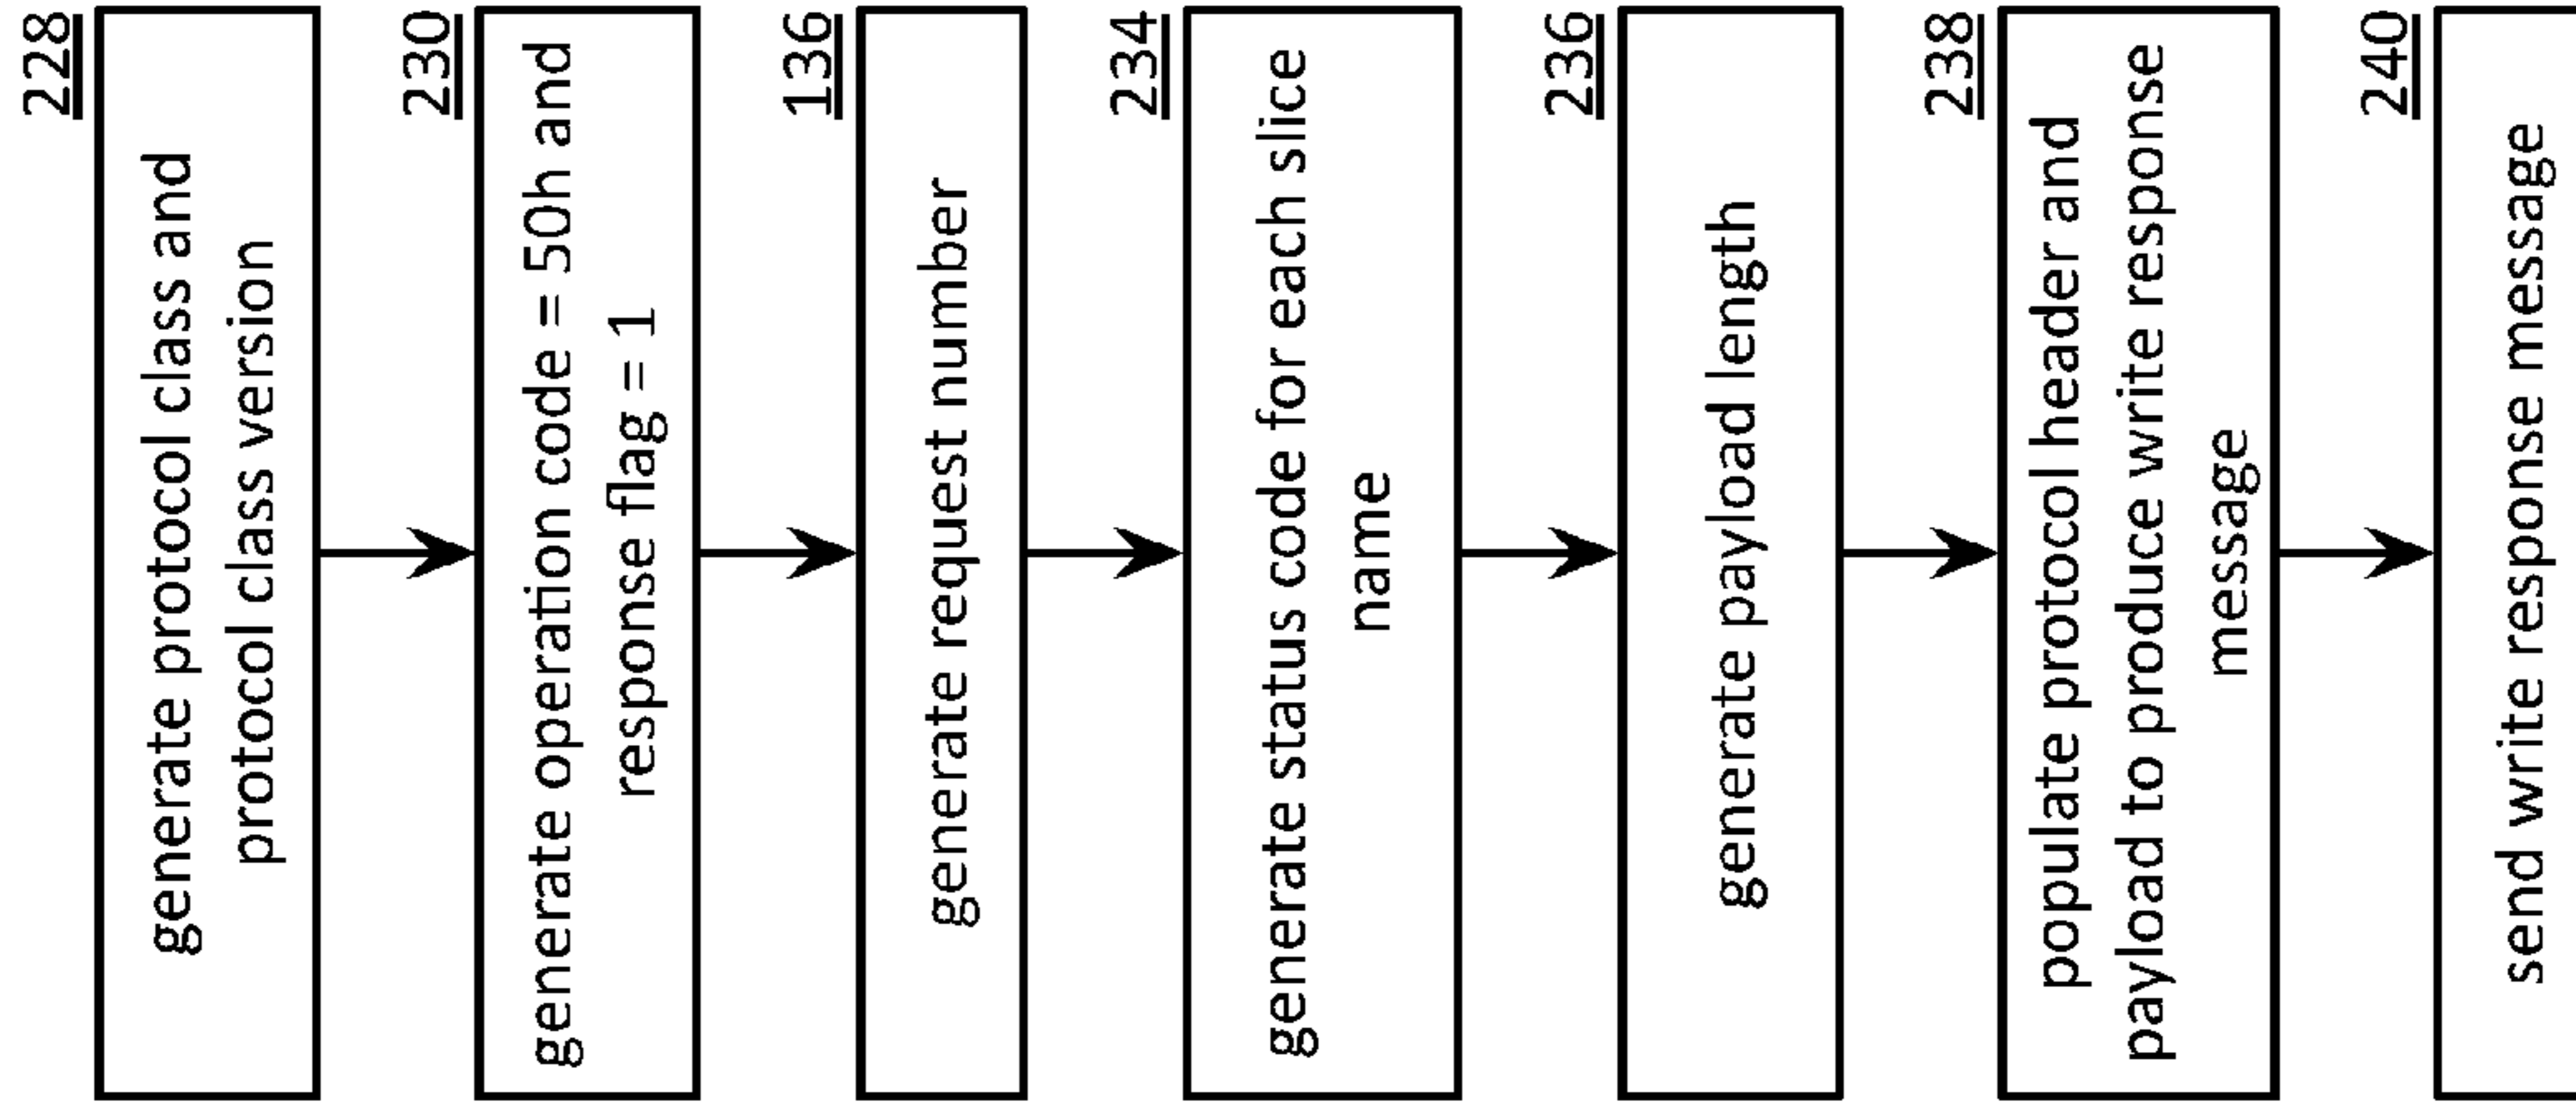 228
generate protocol class and
protocol class version
230
generate operation code = 50h and
response flag = 1
136
generate request number
234
generate status code for each slice
name
236
generate payload length
238
populate protocol header and
payload to produce write response
message
240
send write response message